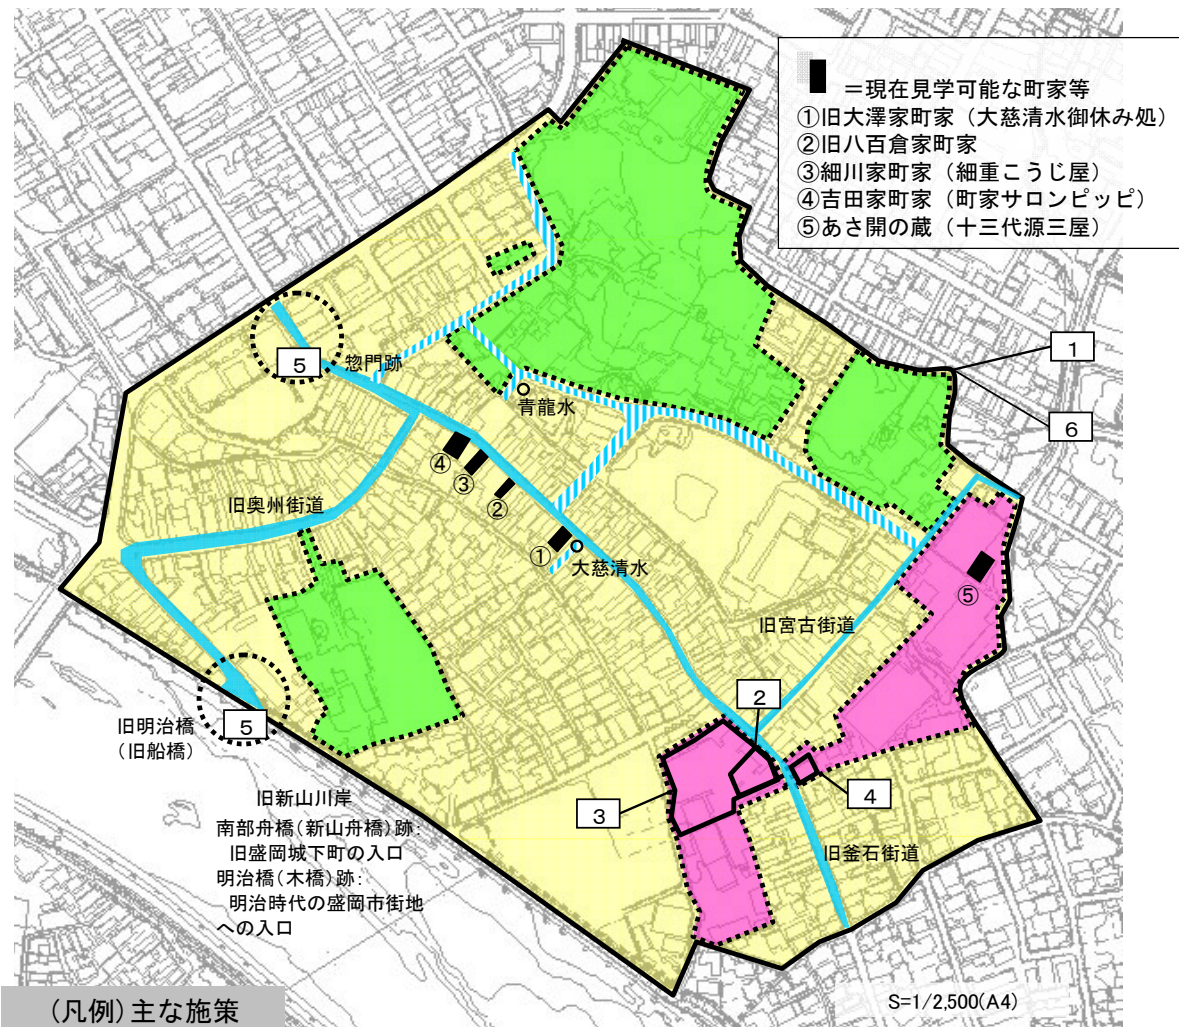 ＝現在見学可能な町家等
①旧大澤家町家（大慈清水御休み処）
②旧八百倉家町家
③細川家町家（細重こうじ屋）
④吉田家町家（町家サロンピッピ）
⑤あさ開の蔵（十三代源三屋）
1
6
5
惣門跡
青龍水
④
③
②
旧奥州街道
①
大慈清水
⑤
旧宮古街道
2
5
旧明治橋
（旧船橋）
3
4
旧新山川岸
南部舟橋(新山舟橋)跡:
旧盛岡城下町の入口
明治橋(木橋)跡:
明治時代の盛岡市街地
への入口
旧釜石街道
S=1/2,500(A4)
(凡例)主な施策